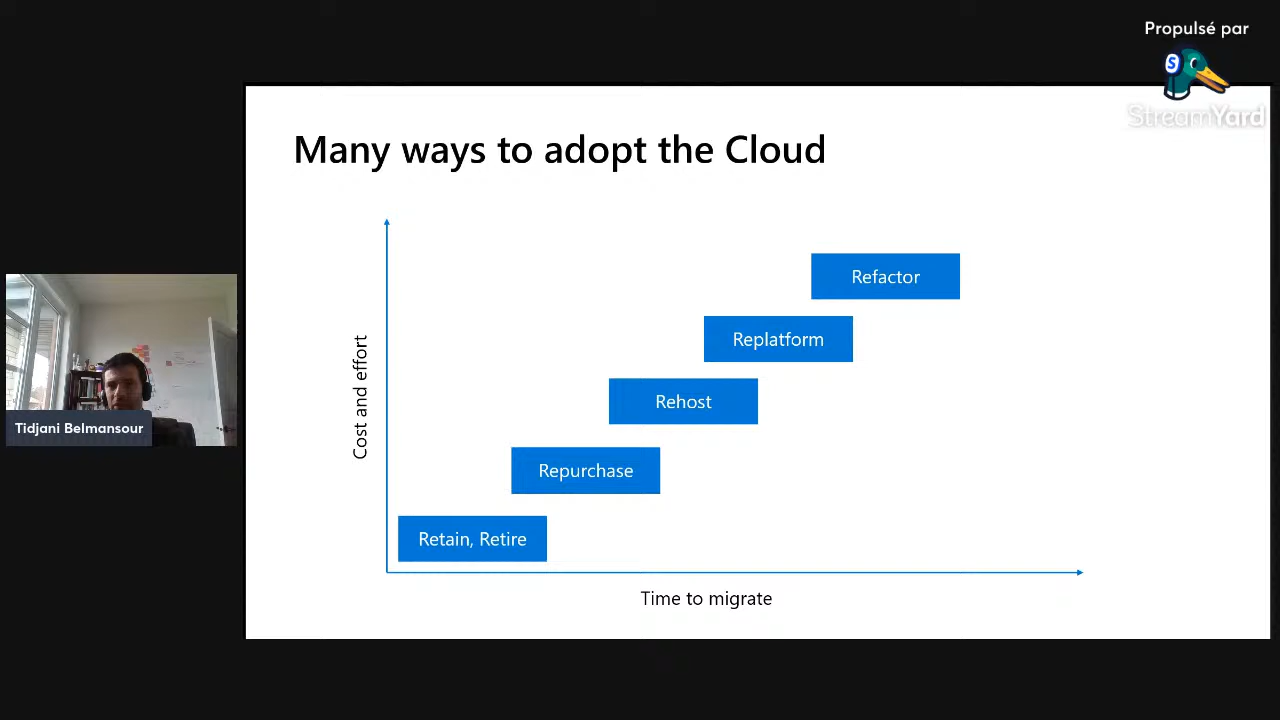 Propulsé par
S
StreamYard
Many ways to adopt the Cloud
Cost and effort
Refactor
Replatform
Rehost
Repurchase
Retain, Retire
Time to migrate
Tidjani Belmansour